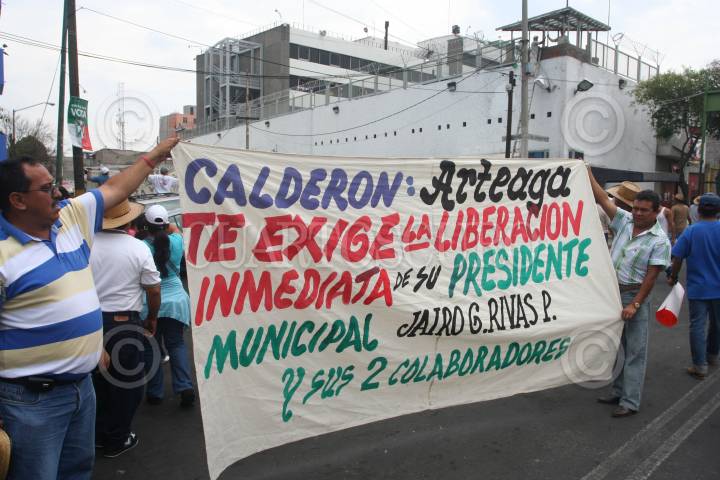 CALDERON: Arteaga
TE EXIGE LA LIBERACION
INMEDIATA DE SU PRESIDENTE
MUNICIPAL JAIRO G. RIVAS P.
Y SUS 2 COLABORADORES